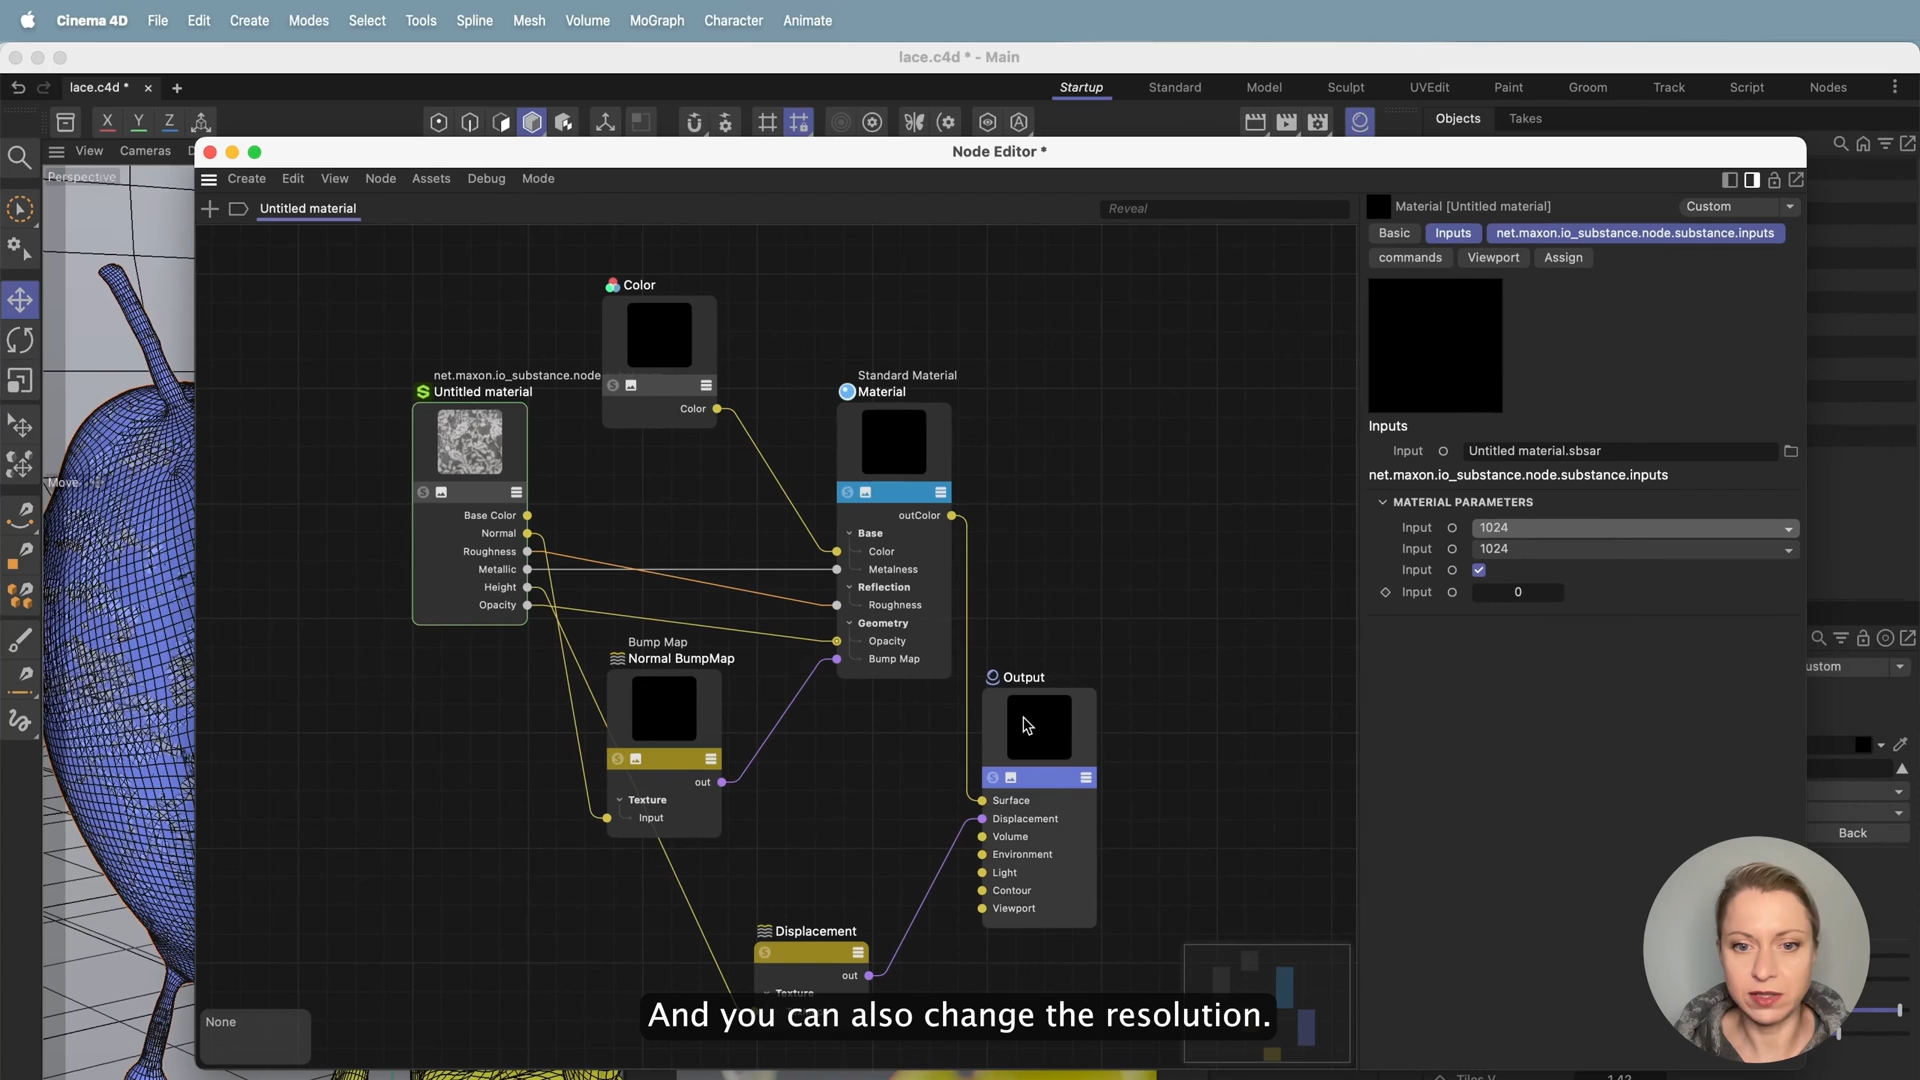 Cinema 4D File Edit Create Modes Select Tools Spline Mesh Volume MoGraph Character Animate
lace.c4d * - Main
lace.c4d *
Startup Standard Model Sculpt UVEdit Paint Groom Track Script Nodes
X Y Z
Objects Takes
View Cameras D
Perspective
Move
Node Editor *
Create Edit View Node Assets Debug Mode
Untitled material
Reveal
Color
Color
net.maxon.io_substance.node
Untitled material
Base Color
Normal
Roughness
Metallic
Height
Opacity
Standard Material
Material
outColor
Base
Color
Metalness
Reflection
Roughness
Geometry
Opacity
Bump Map
Bump Map
Normal BumpMap
out
Texture
Input
Output
Surface
Displacement
Volume
Environment
Light
Contour
Viewport
Displacement
out
Texture
None
And you can also change the resolution.
Material [Untitled material] Custom
Basic Inputs net.maxon.io_substance.node.substance.inputs
commands Viewport Assign
Inputs
Input Untitled material.sbsar
net.maxon.io_substance.node.substance.inputs
MATERIAL PARAMETERS
Input 1024
Input 1024
Input
Input 0
ustom
Back
Tiles V 1.42